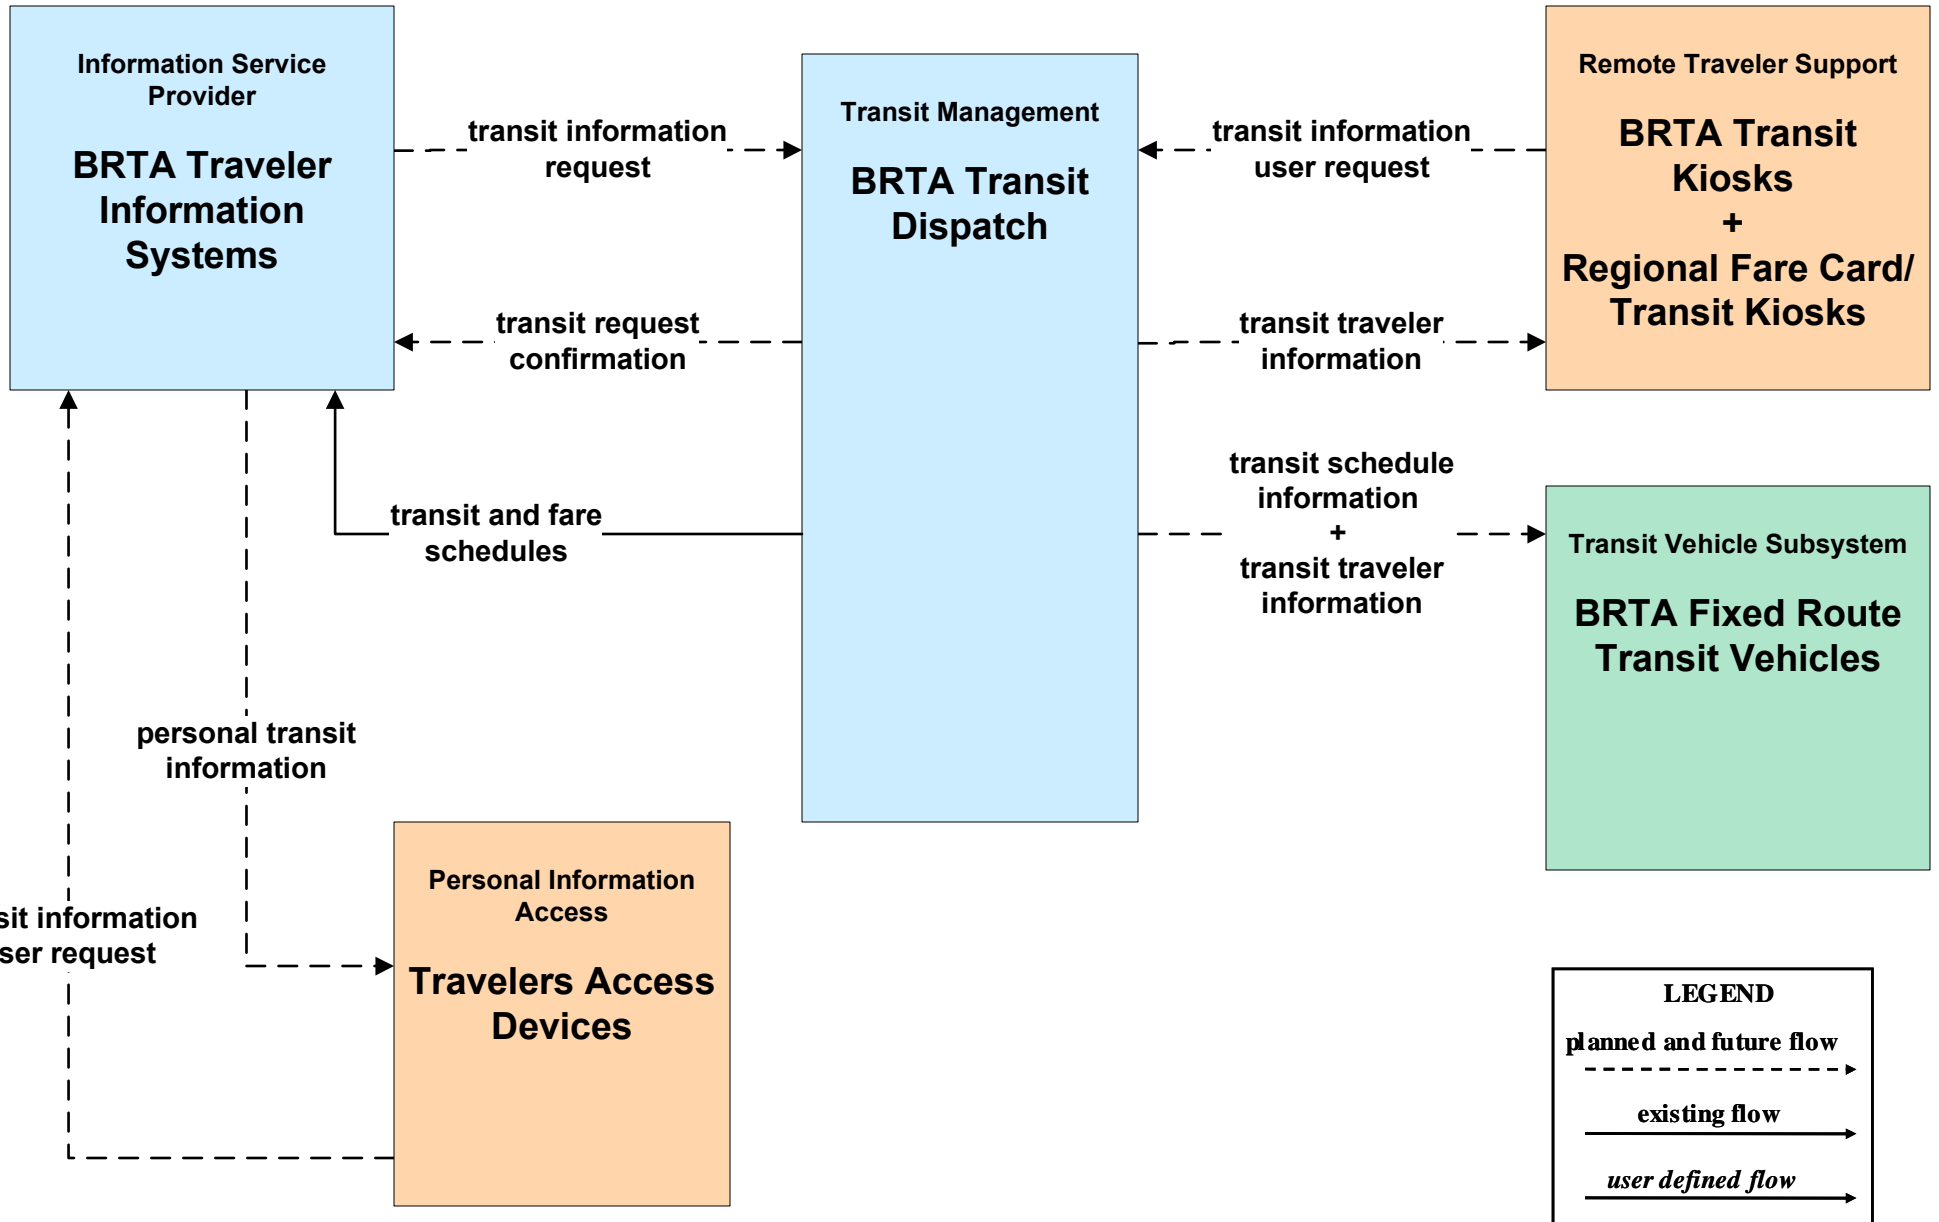 Information Service
Provider
BRTA Traveler
Information
Systems
transit information
request
Transit Management
BRTA Transit
Dispatch
transit information
user request
Remote Traveler Support
BRTA Transit
Kiosks
+
Regional Fare Card/
Transit Kiosks
transit request
confirmation
transit traveler
information
transit and fare
schedules
transit schedule
information
+
transit traveler
information
Transit Vehicle Subsystem
BRTA Fixed Route
Transit Vehicles
personal transit
information
Personal Information
Access
Travelers Access
Devices
information
request
LEGEND
planned and future flow
existing flow
user defined flow